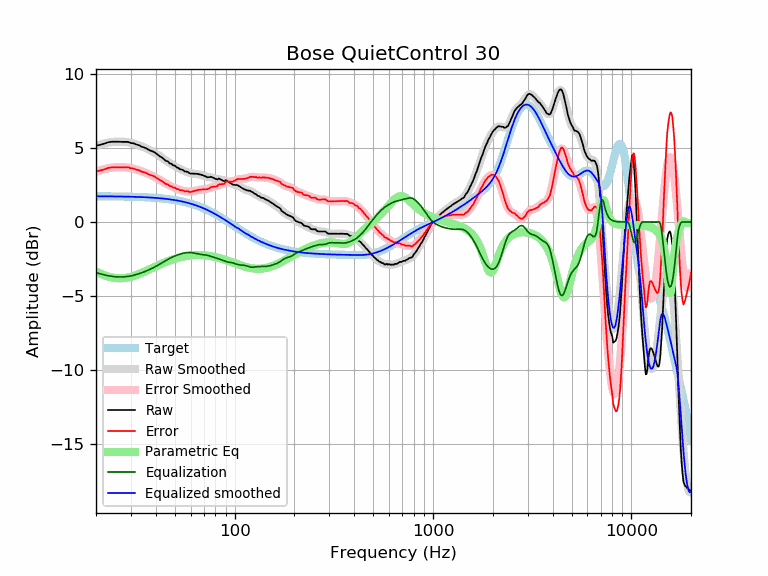 Bose QuietControl 30
10
5
0
−5
−10
−15
Amplitude (dBr)
Target
Raw Smoothed
Error Smoothed
Raw
Error
Parametric Eq
Equalization
Equalized smoothed
100
1000
10000
Frequency (Hz)